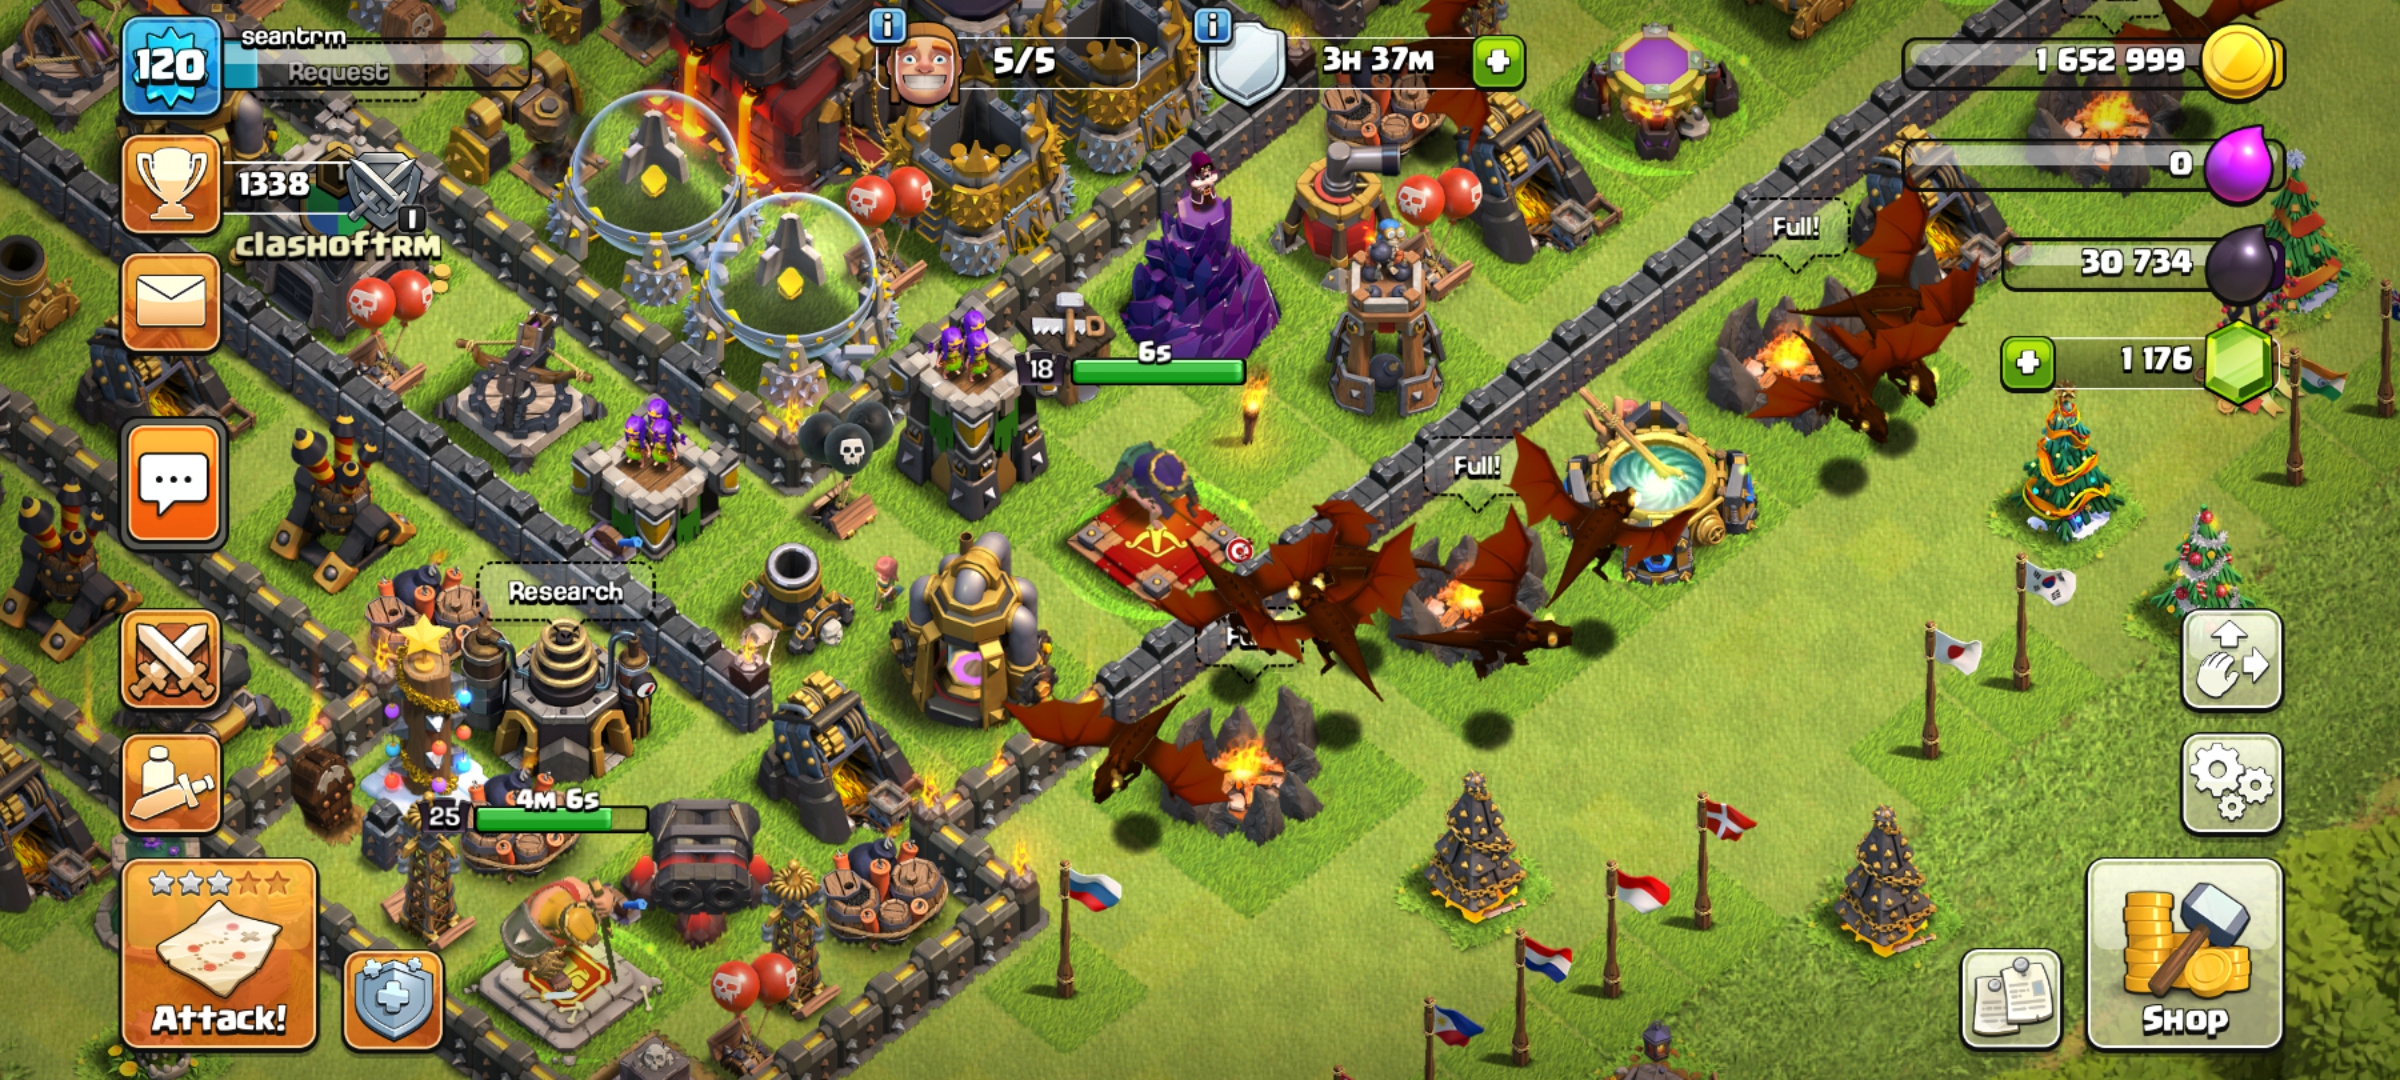 120
seantrm
Request
5/5
3H 37M
1 652 999
1338
I
clashoftrm
0
Full!
30 734
18
6s
1 176
Full!
Research
25
4M 6s
Attack!
Shop